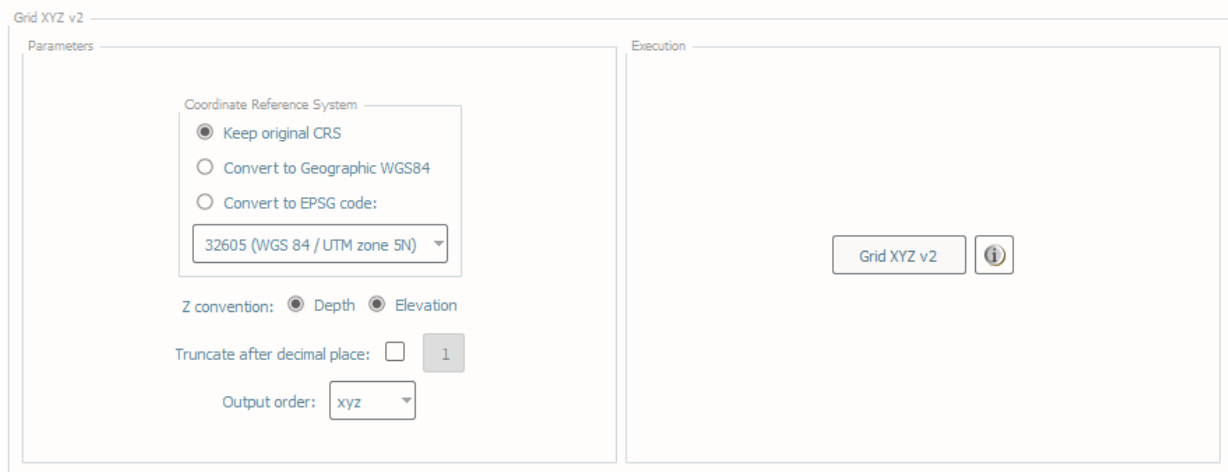 Grid XYZ v2
Parameters
Execution
Coordinate Reference System
Keep original CRS
Convert to Geographic WGS84
Convert to EPSG code:
32605 (WGS 84 / UTM zone 5N)
Z convention: Depth Elevation
Truncate after decimal place: 1
Output order: xyz
Grid XYZ v2 i